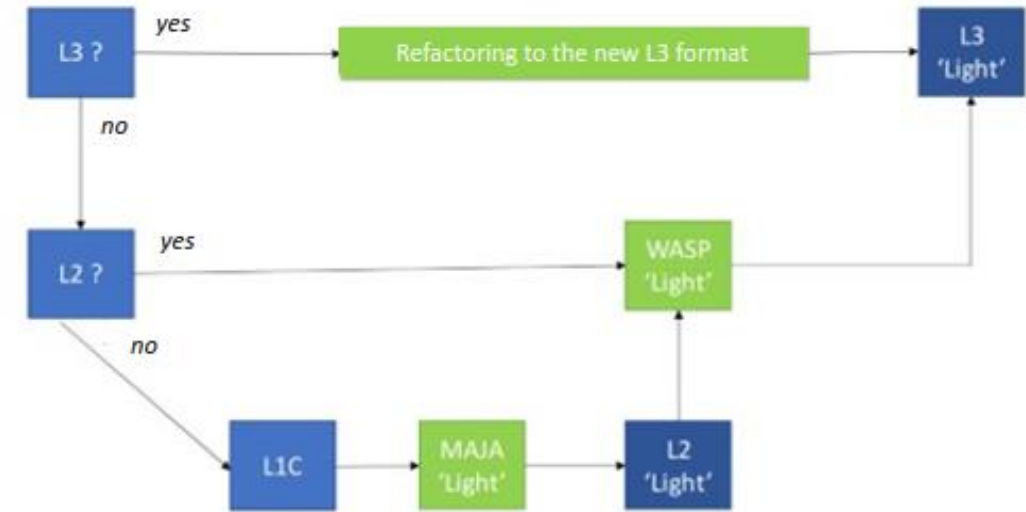 L3 ?
yes
Refactoring to the new L3 format
L3
'Light'
no
L2 ?
yes
WASP
'Light'
no
L1C
MAJA
'Light'
L2
'Light'